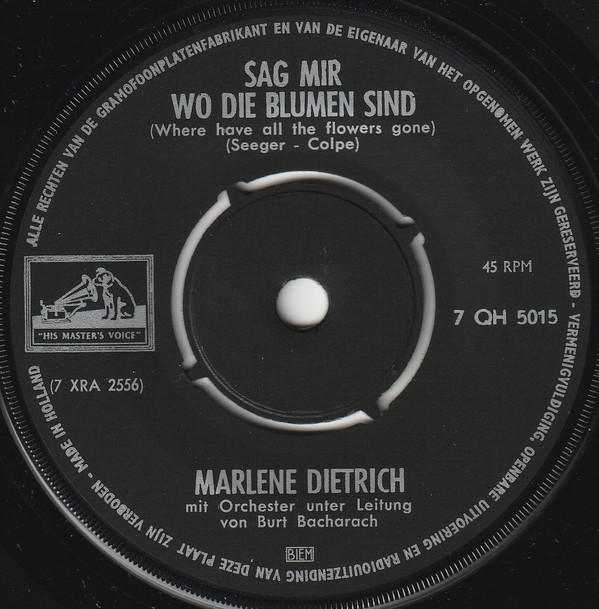 ALLE RECHTEN VAN DE GRAMOFOONPLATENFABRIKANT EN VAN DE EIGENAAR VAN HET OPGENOMEN WERK ZIJN GERESERVEERD - VERMENIGVULDIGING, OPENBARE UITVOERING EN RADIOUITZENDING VAN DEZE PLAAT ZIJN VERBODEN - MADE IN HOLLAND
SAG MIR
WO DIE BLUMEN SIND
(Where have all the flowers gone)
(Seeger - Colpe)
45 RPM
7 QH 5015
"HIS MASTER'S VOICE"
(7 XRA 2556)
MARLENE DIETRICH
mit Orchester unter Leitung
von Burt Bacharach
BIEM